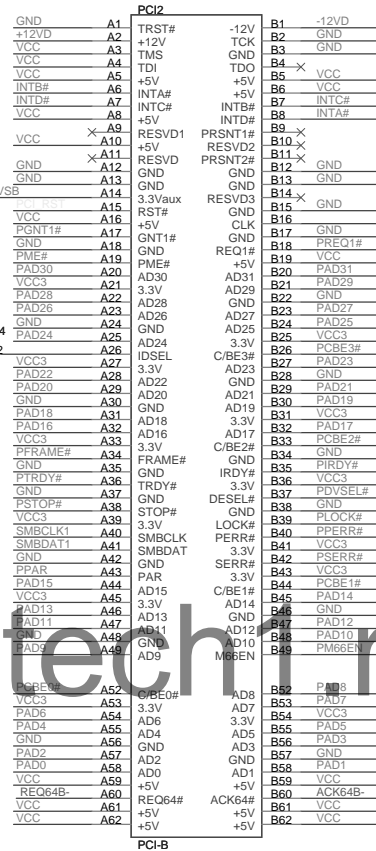 PCI2
GND A1 TRST# -12V B1 -12VD
+12VD A2 +12V TCK B2 GND
VCC A3 TMS GND B3 GND
VCC A4 TDI TDO B4
VCC A5 +5V +5V B5 VCC
INTB# A6 INTA# +5V B6 VCC
INTD# A7 INTC# INTB# B7 INTC#
VCC A8 +5V INTD# B8 INTA#
A9 RESVD1 PRSNT1# B9
VCC A10 +5V RESVD2 B10
A11 RESVD PRSNT2# B11
GND A12 GND GND B12 GND
GND A13 GND GND B13 GND
VSB A14 3.3Vaux RESVD3 B14
PCI_RST A15 RST# GND B15 GND
VCC A16 +5V CLK B16
PGNT1# A17 GNT1# GND B17 GND
GND A18 GND REQ1# B18 PREQ1#
PME# A19 PME# +5V B19 VCC
PAD30 A20 AD30 AD31 B20 PAD31
VCC3 A21 3.3V AD29 B21 PAD29
PAD28 A22 AD28 GND B22 GND
PAD26 A23 AD26 AD27 B23 PAD27
GND A24 GND AD25 B24 PAD25
4 PAD24 A25 AD24 3.3V B25 VCC3
2 A26 IDSEL C/BE3# B26 PCBE3#
VCC3 A27 3.3V AD23 B27 PAD23
PAD22 A28 AD22 GND B28 GND
PAD20 A29 AD20 AD21 B29 PAD21
GND A30 GND AD19 B30 PAD19
PAD18 A31 AD18 3.3V B31 VCC3
PAD16 A32 AD16 AD17 B32 PAD17
VCC3 A33 3.3V C/BE2# B33 PCBE2#
PFRAME# A34 FRAME# GND B34 GND
GND A35 GND IRDY# B35 PIRDY#
PTRDY# A36 TRDY# 3.3V B36 VCC3
GND A37 GND DESEL# B37 PDVSEL#
PSTOP# A38 STOP# GND B38 GND
VCC3 A39 3.3V LOCK# B39 PLOCK#
SMBCLK1 A40 SMBCLK PERR# B40 PPERR#
SMBDAT1 A41 SMBDAT 3.3V B41 VCC3
GND A42 GND SERR# B42 PSERR#
PPAR A43 PAR 3.3V B43 VCC3
PAD15 A44 AD15 C/BE1# B44 PCBE1#
VCC3 A45 3.3V AD14 B45 PAD14
PAD13 A46 AD13 GND B46 GND
PAD11 A47 AD11 AD12 B47 PAD12
GND A48 GND AD10 B48 PAD10
PAD9 A49 AD9 M66EN B49 PM66EN
tech1.
PCBE0# A52 C/BE0# AD8 B52 PAD8
VCC3 A53 3.3V AD7 B53 PAD7
PAD6 A54 AD6 3.3V B54 VCC3
PAD4 A55 AD4 AD5 B55 PAD5
GND A56 GND AD3 B56 PAD3
PAD2 A57 AD2 GND B57 GND
PAD0 A58 AD0 AD1 B58 PAD1
VCC A59 +5V +5V B59 VCC
REQ64B- A60 REQ64# ACK64# B60 ACK64B-
VCC A61 +5V +5V B61 VCC
VCC A62 +5V +5V B62 VCC
PCI-B